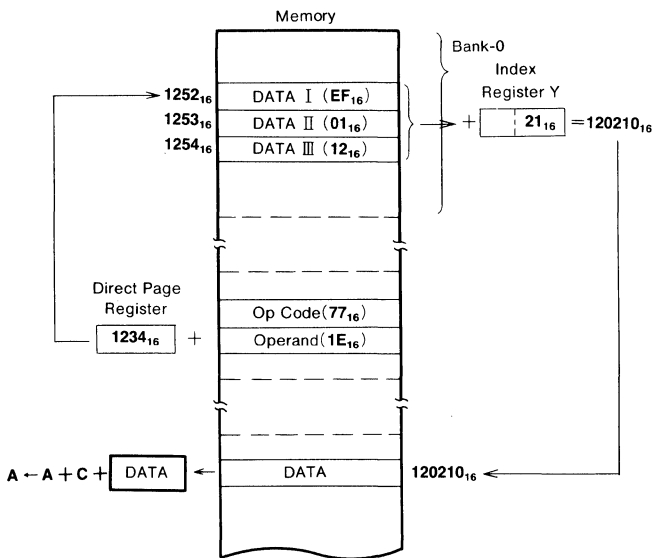 Memory
Bank-0
Index
Register Y
1252₁₆ DATA Ⅰ (EF₁₆)
1253₁₆ DATA Ⅱ (01₁₆) + 21₁₆ =120210₁₆
1254₁₆ DATA Ⅲ (12₁₆)
Direct Page
Register
Op Code(77₁₆)
1234₁₆ + Operand(1E₁₆)
A ← A + C + DATA ← DATA 120210₁₆